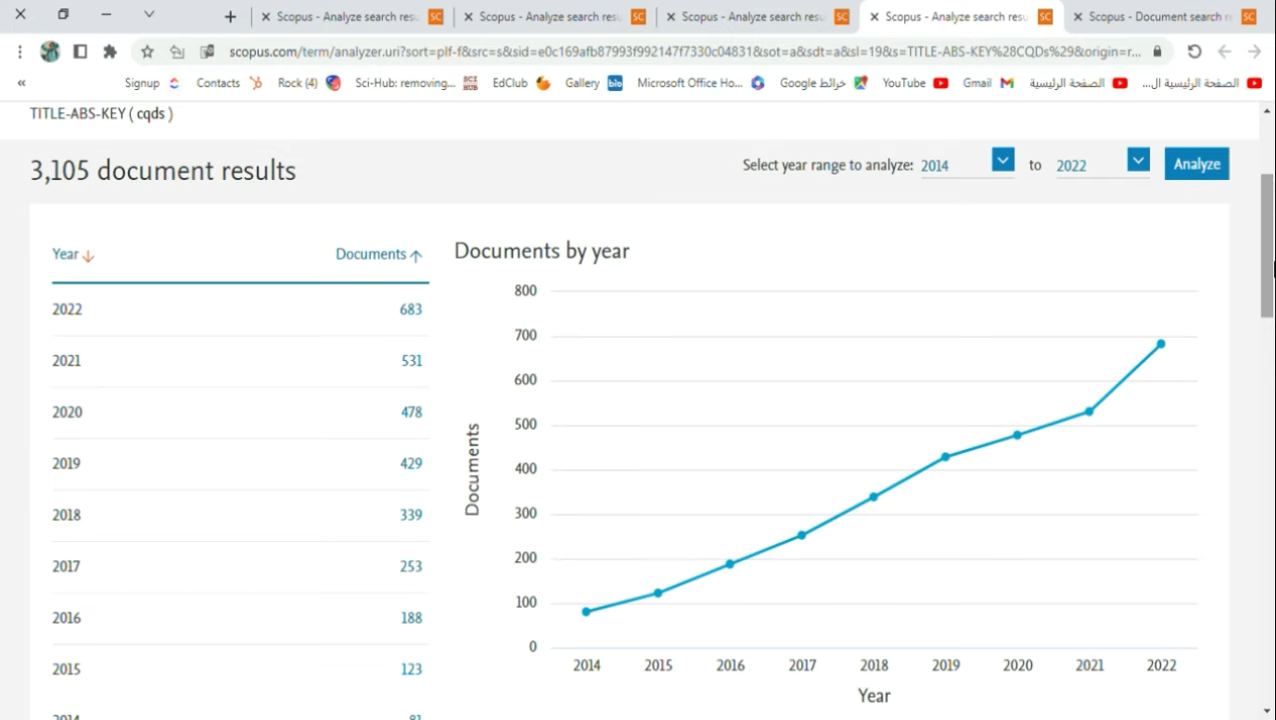 Scopus - Analyze search resu
Scopus - Analyze search resu
Scopus - Analyze search resu
Scopus - Analyze search resu
Scopus - Document search r
scopus.com/term/analyzer.uri?sort=plf-f&src=s&sid=e0c169afb87993f992147f7330c04831&sot=a&sdt=a&sl=19&s=TITLE-ABS-KEY%28CQDs%29&origin=r...
« Signup Contacts Rock (4) Sci-Hub: removing... SCI HUB EdClub Gallery blo Microsoft Office Ho... خرائط Google YouTube Gmail الصفحة الرئيسية الصفحة الرئيسية ال...
TITLE-ABS-KEY ( cqds )
3,105 document results
Select year range to analyze: 2014 to 2022 Analyze
Year Documents
2022 683
2021 531
2020 478
2019 429
2018 339
2017 253
2016 188
2015 123
2014 81
Documents by year
800
700
600
500
400
300
200
100
0
Documents
2014 2015 2016 2017 2018 2019 2020 2021 2022
Year